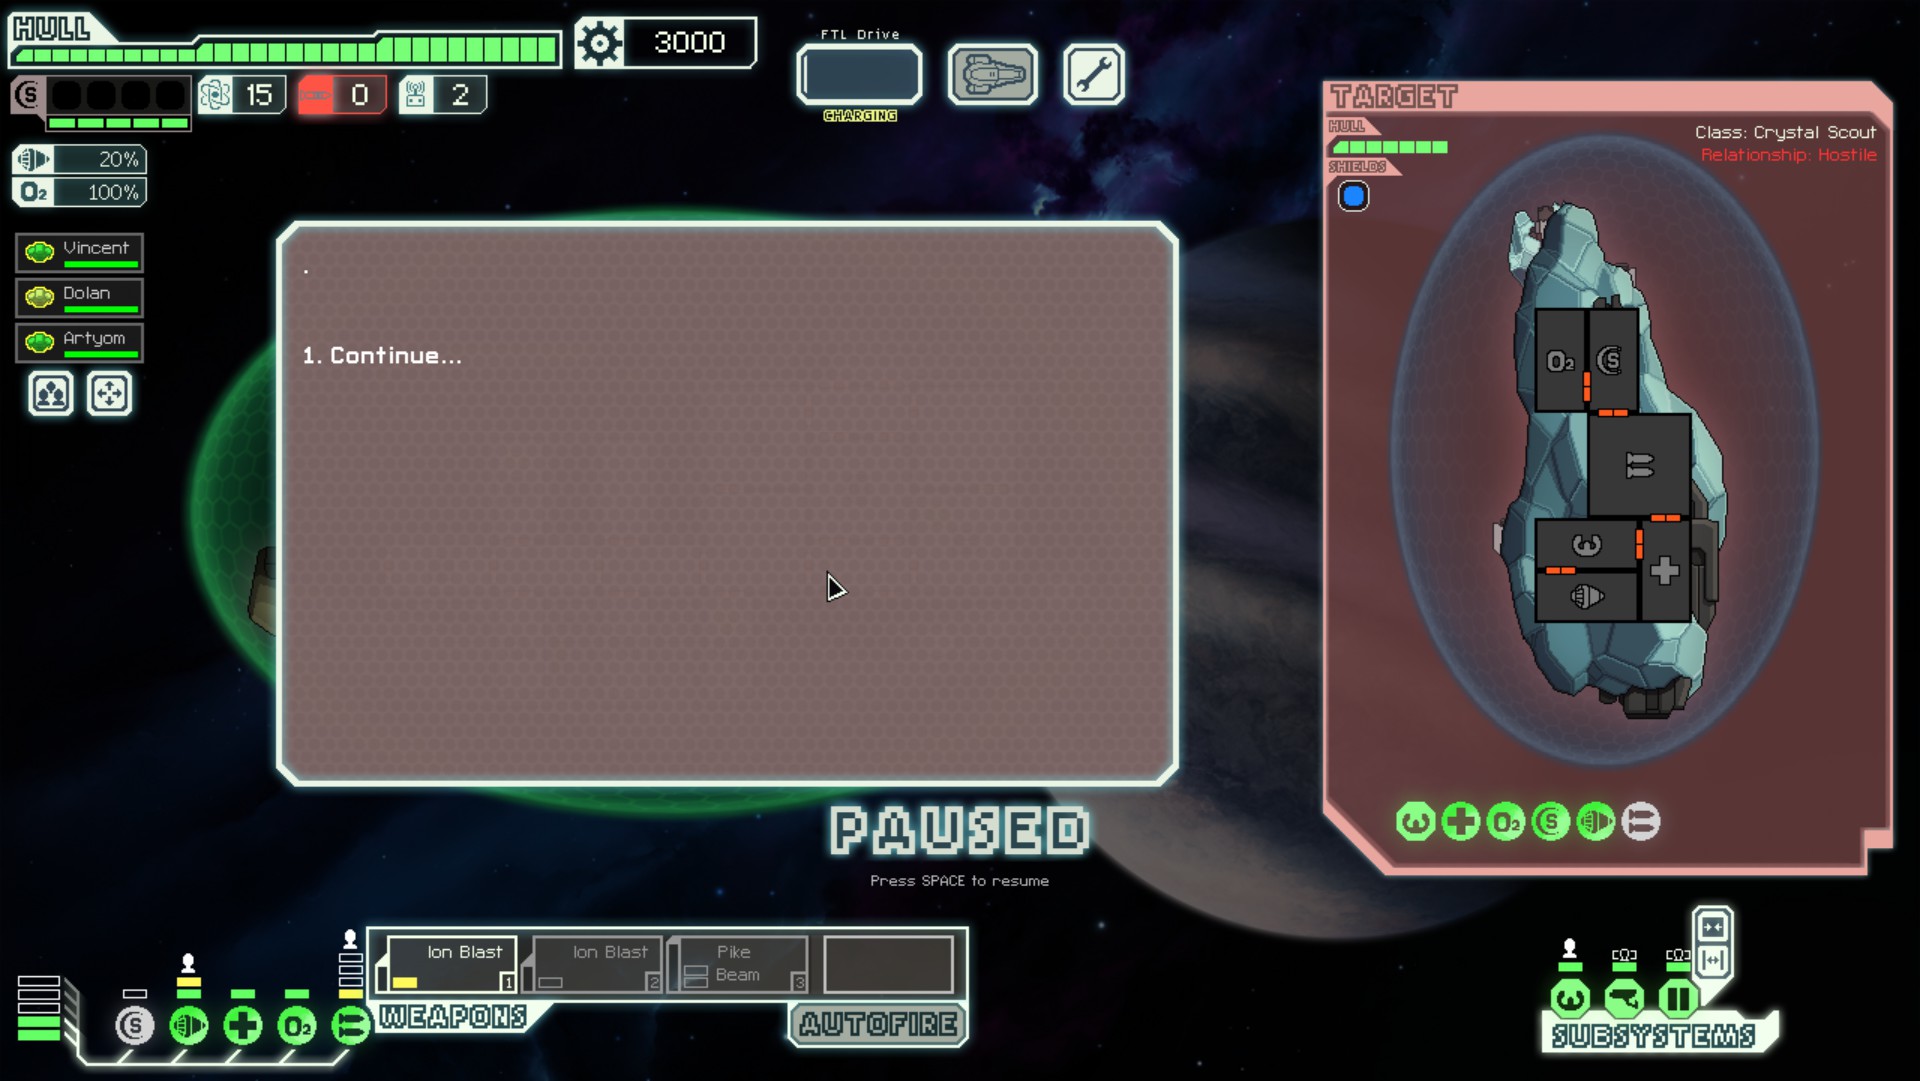 HULL
3000
FTL Drive
CHARGING
15
0
2
20%
O2
100%
Vincent
Dolan
Artyom
.
1. Continue...
TARGET
HULL
Class: Crystal Scout
Relationship: Hostile
SHIELDS
O2
S
O2
S
PAUSED
Press SPACE to resume
Ion Blast
1
Ion Blast
2
Pike
Beam
3
WEAPONS
AUTOFIRE
S
O2
SUBSYSTEMS